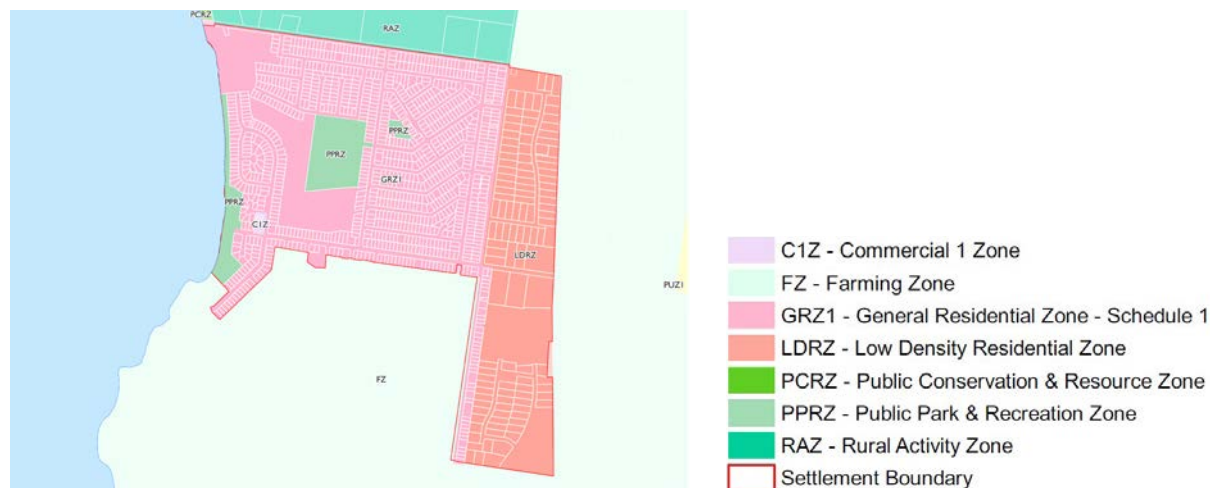 PCRZ
RAZ
PPRZ
PPRZ
GRZ1
PPRZ
C1Z
LDRZ
PUZ1
FZ
C1Z - Commercial 1 Zone
FZ - Farming Zone
GRZ1 - General Residential Zone - Schedule 1
LDRZ - Low Density Residential Zone
PCRZ - Public Conservation & Resource Zone
PPRZ - Public Park & Recreation Zone
RAZ - Rural Activity Zone
Settlement Boundary